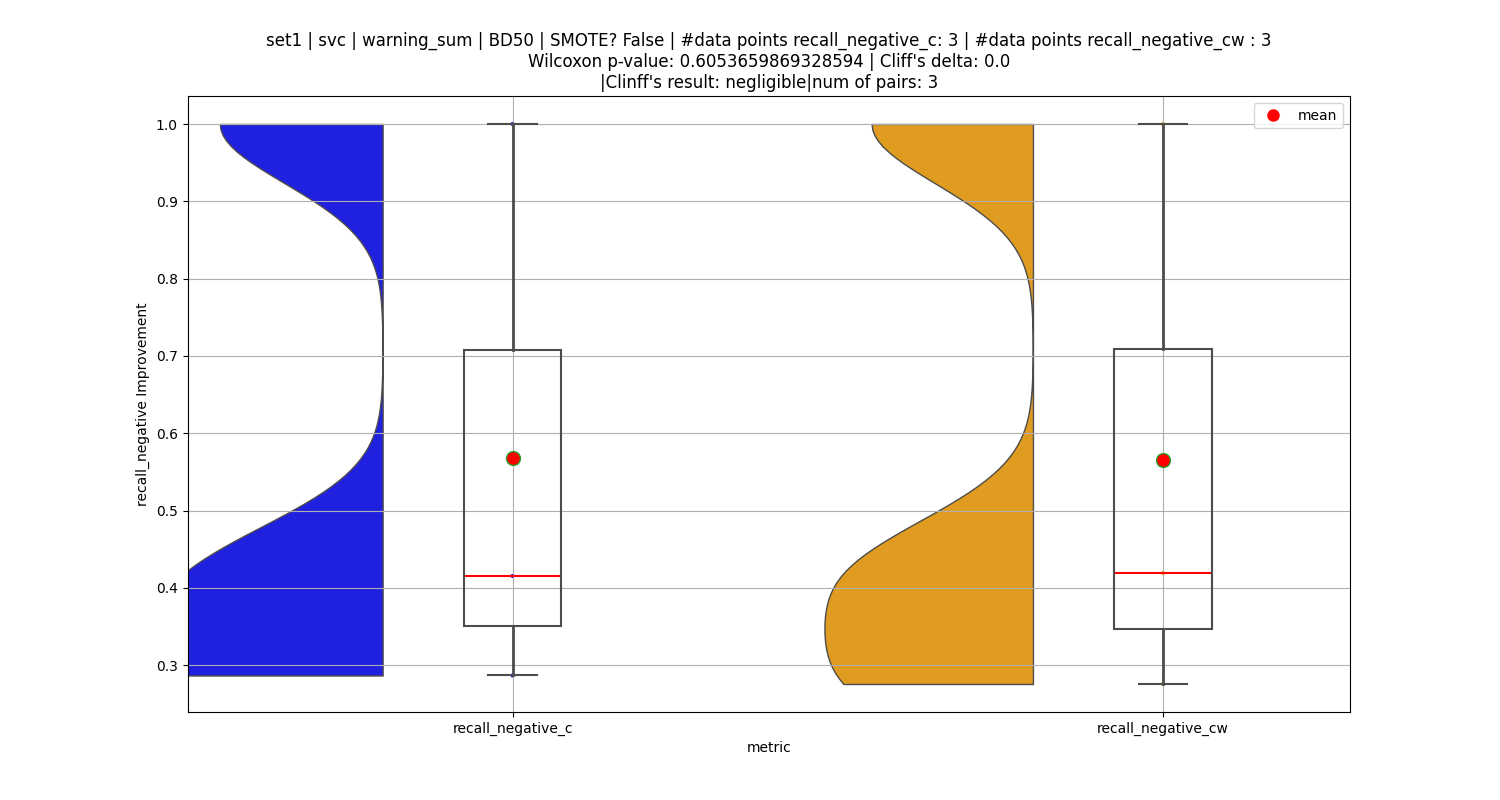 set1 | svc | warning_sum | BD50 | SMOTE? False | #data points recall_negative_c: 3 | #data points recall_negative_cw : 3
Wilcoxon p-value: 0.6053659869328594 | Cliff's delta: 0.0
|Clinff's result: negligible|num of pairs: 3
mean
1.0
0.9
0.8
0.7
0.6
0.5
0.4
0.3
recall_negative Improvement
recall_negative_c
recall_negative_cw
metric